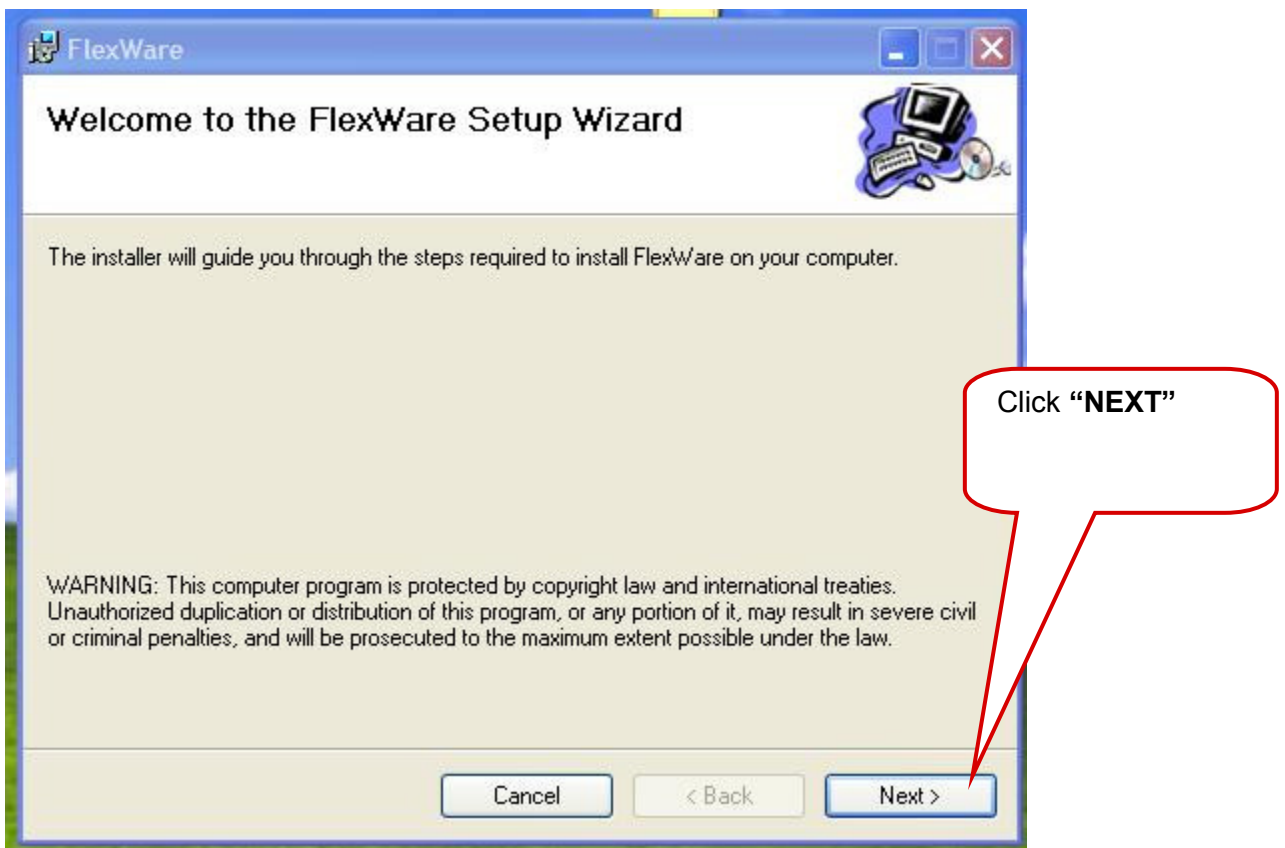 FlexWare
Welcome to the FlexWare Setup Wizard
The installer will guide you through the steps required to install FlexWare on your computer.
Click “NEXT”
WARNING: This computer program is protected by copyright law and international treaties.
Unauthorized duplication or distribution of this program, or any portion of it, may result in severe civil
or criminal penalties, and will be prosecuted to the maximum extent possible under the law.
Cancel
< Back
Next >